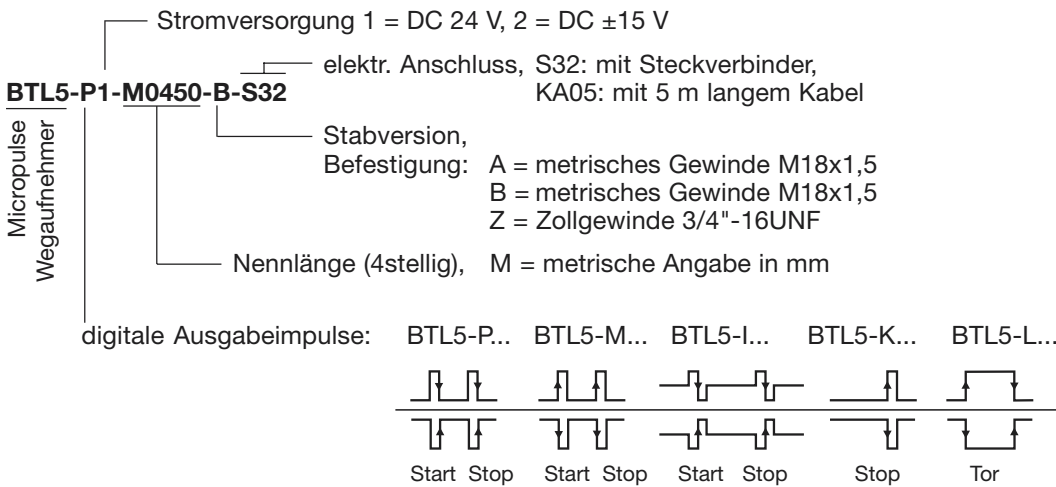 Stromversorgung 1 = DC 24 V, 2 = DC ±15 V
elektr. Anschluss, S32: mit Steckverbinder,
KA05: mit 5 m langem Kabel
BTL5-P1-M0450-B-S32
Micropulse
Wegaufnehmer
Stabversion,
Befestigung: A = metrisches Gewinde M18x1,5
B = metrisches Gewinde M18x1,5
Z = Zollgewinde 3/4"-16UNF
Nennlänge (4stellig), M = metrische Angabe in mm
digitale Ausgabeimpulse: BTL5-P... BTL5-M... BTL5-I... BTL5-K... BTL5-L...
Start Stop Start Stop Start Stop Stop Tor